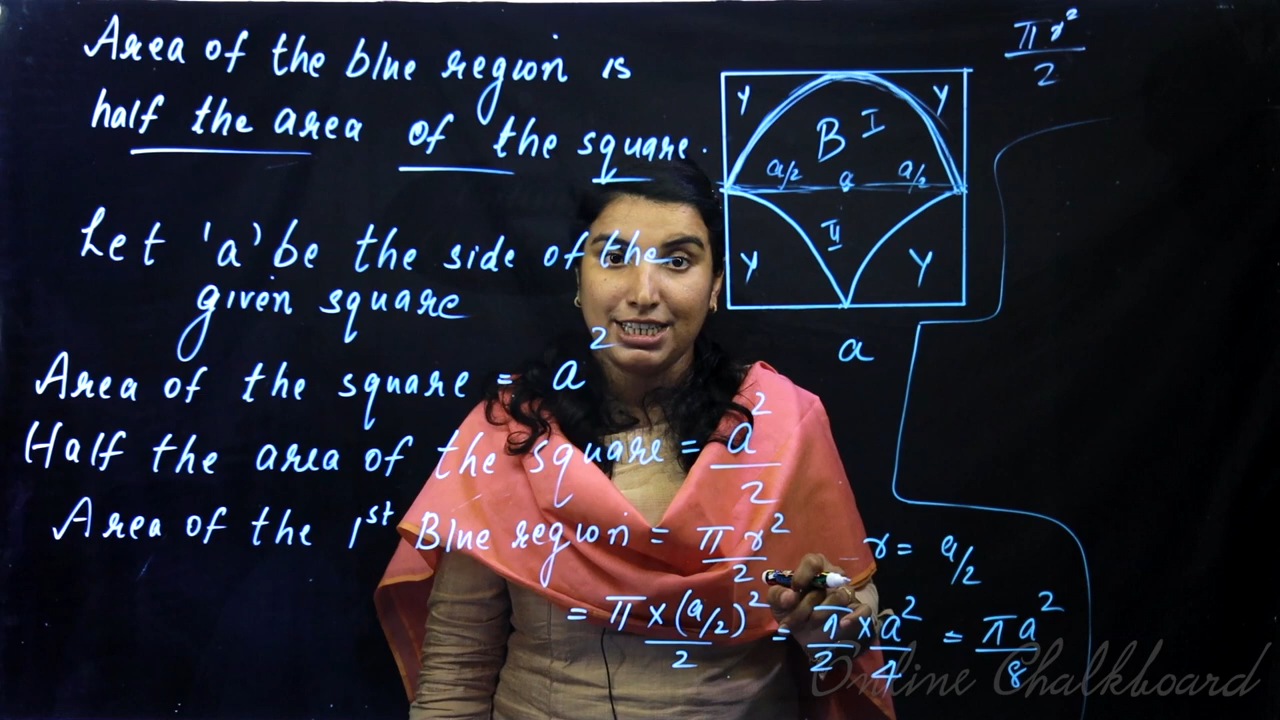 Area of the blue region is
half the area of the square.
Let 'a' be the side of the
given square
Area of the square = a²
Half the area of the square = a²/2
Area of the 1st Blue region = πr²/2
r = a/2
= π×(a/2)²/2 = π/2 × a²/4 = πa²/8
πr²/2
Y Y
B I
a/2 a a/2
II
Y Y
a
Online Chalkboard